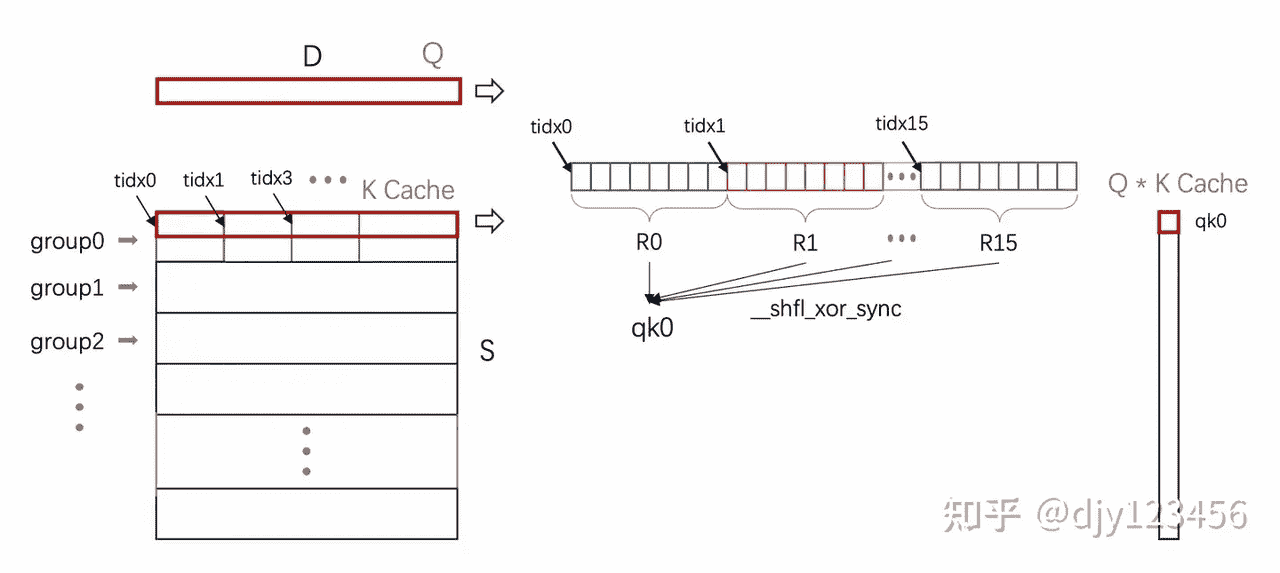 D
Q
tidx0
tidx1
tidx3
K Cache
group0
group1
group2
S
tidx0
tidx1
tidx15
R0
R1
R15
__shfl_xor_sync
qk0
Q * K Cache
qk0
知乎 @djy123456